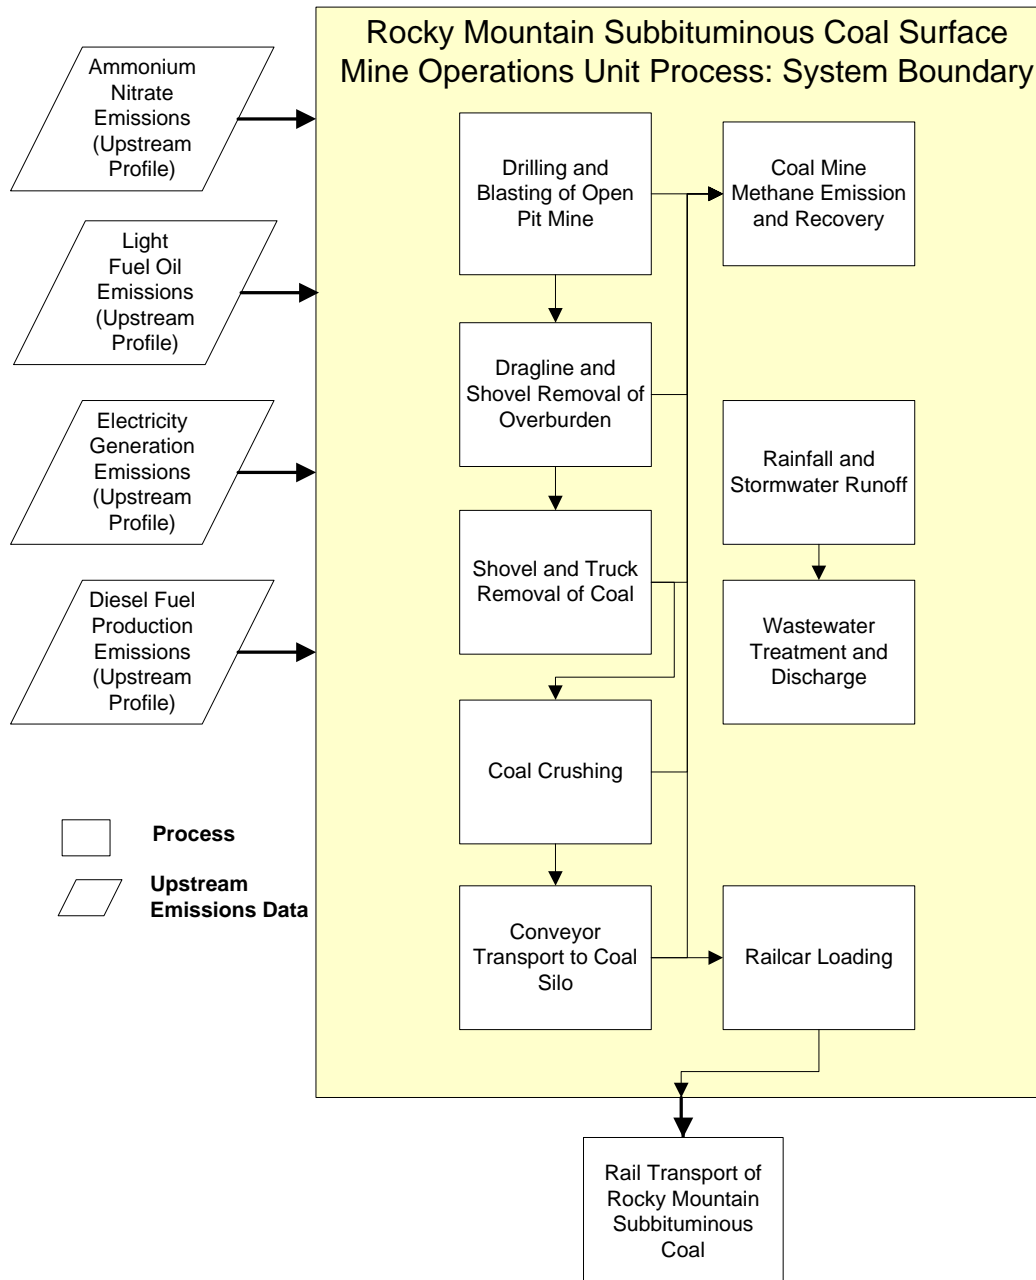 Rocky Mountain Subbituminous Coal Surface
Mine Operations Unit Process: System Boundary
Ammonium
Nitrate
Emissions
(Upstream
Profile)
Light
Fuel Oil
Emissions
(Upstream
Profile)
Electricity
Generation
Emissions
(Upstream
Profile)
Diesel Fuel
Production
Emissions
(Upstream
Profile)
Process
Upstream
Emissions Data
Drilling and
Blasting of Open
Pit Mine
Coal Mine
Methane Emission
and Recovery
Dragline and
Shovel Removal of
Overburden
Rainfall and
Stormwater Runoff
Shovel and Truck
Removal of Coal
Wastewater
Treatment and
Discharge
Coal Crushing
Conveyor
Transport to Coal
Silo
Railcar Loading
Rail Transport of
Rocky Mountain
Subbituminous
Coal